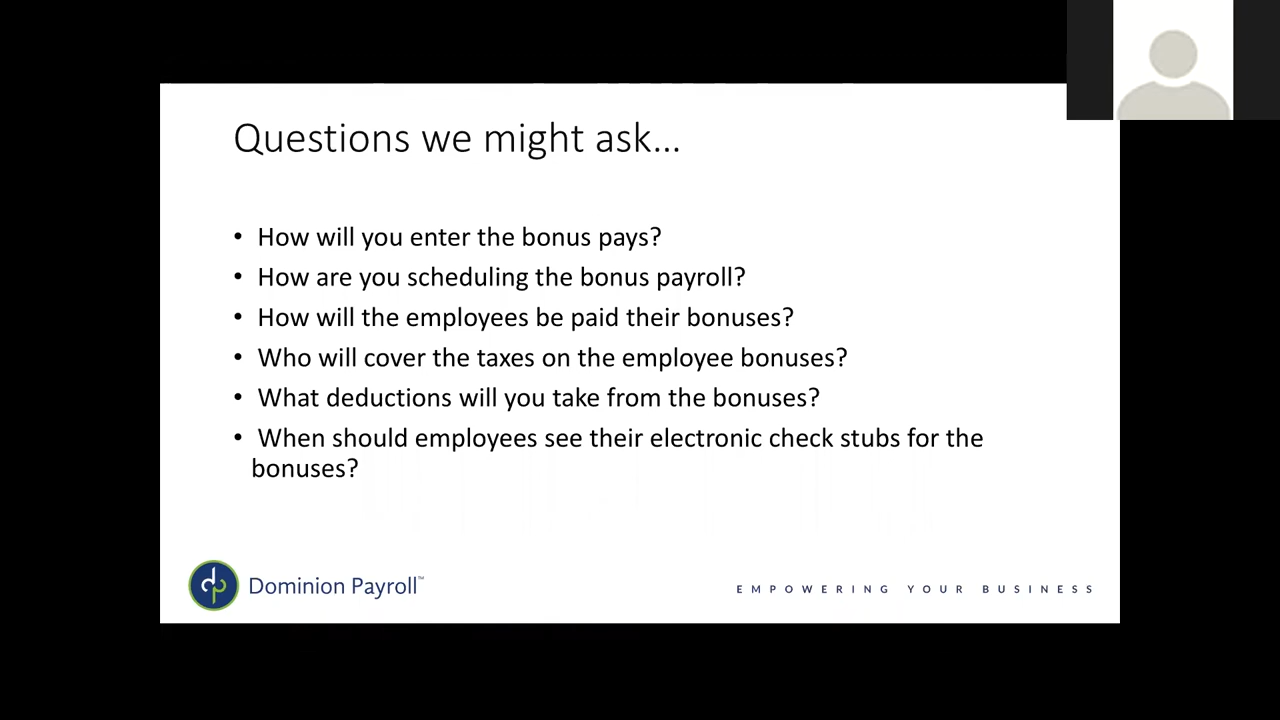 Questions we might ask...
• How will you enter the bonus pays?
• How are you scheduling the bonus payroll?
• How will the employees be paid their bonuses?
• Who will cover the taxes on the employee bonuses?
• What deductions will you take from the bonuses?
• When should employees see their electronic check stubs for the
bonuses?
dp Dominion Payroll™
EMPOWERING YOUR BUSINESS